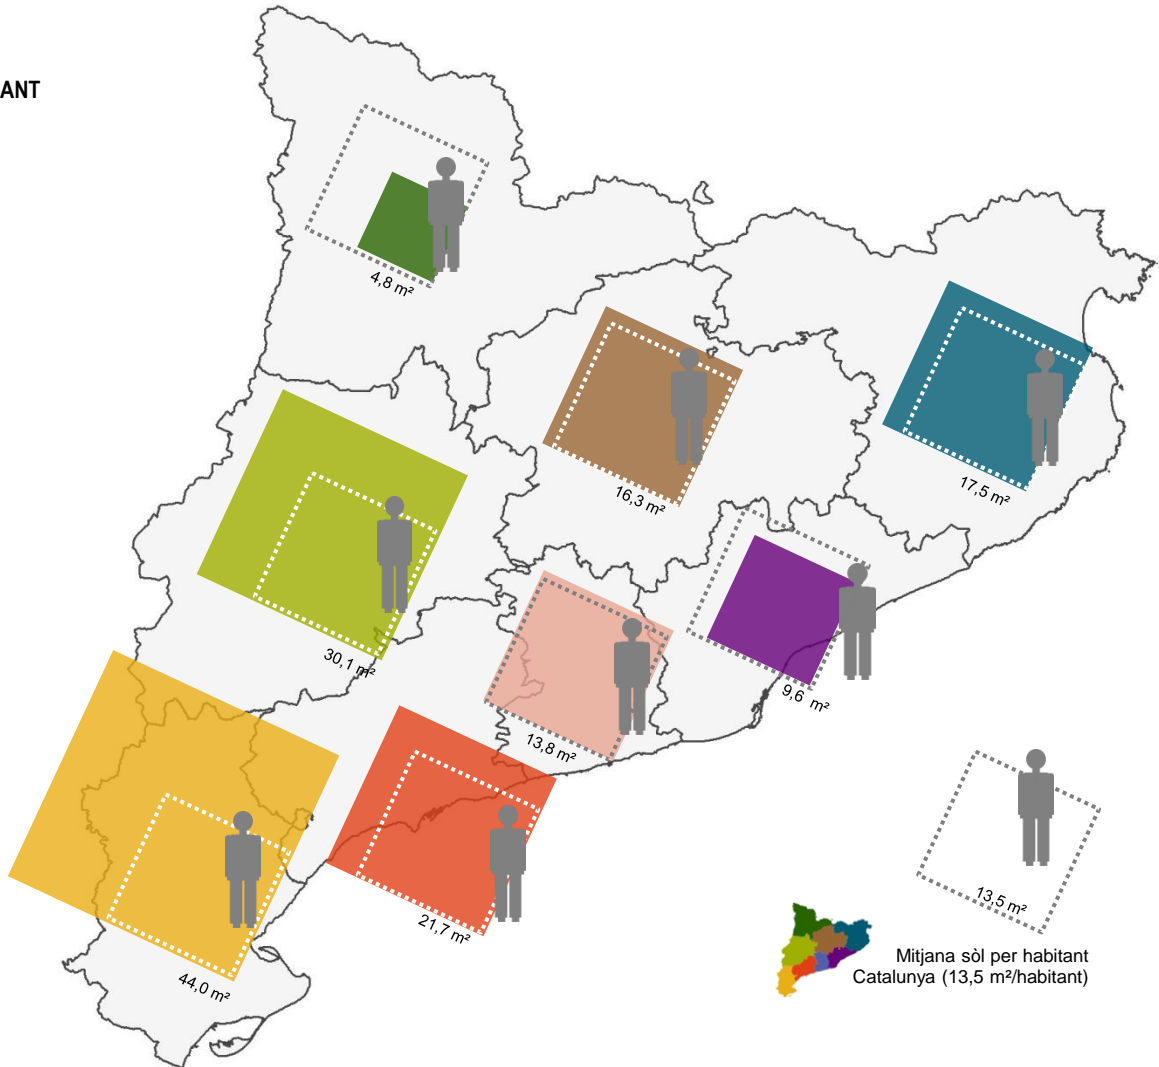 ANT
4,8 m²
16,3 m²
17,5 m²
30,1 m²
9,6 m²
13,8 m²
21,7 m²
44,0 m²
13,5 m²
Mitjana sòl per habitant
Catalunya (13,5 m²/habitant)